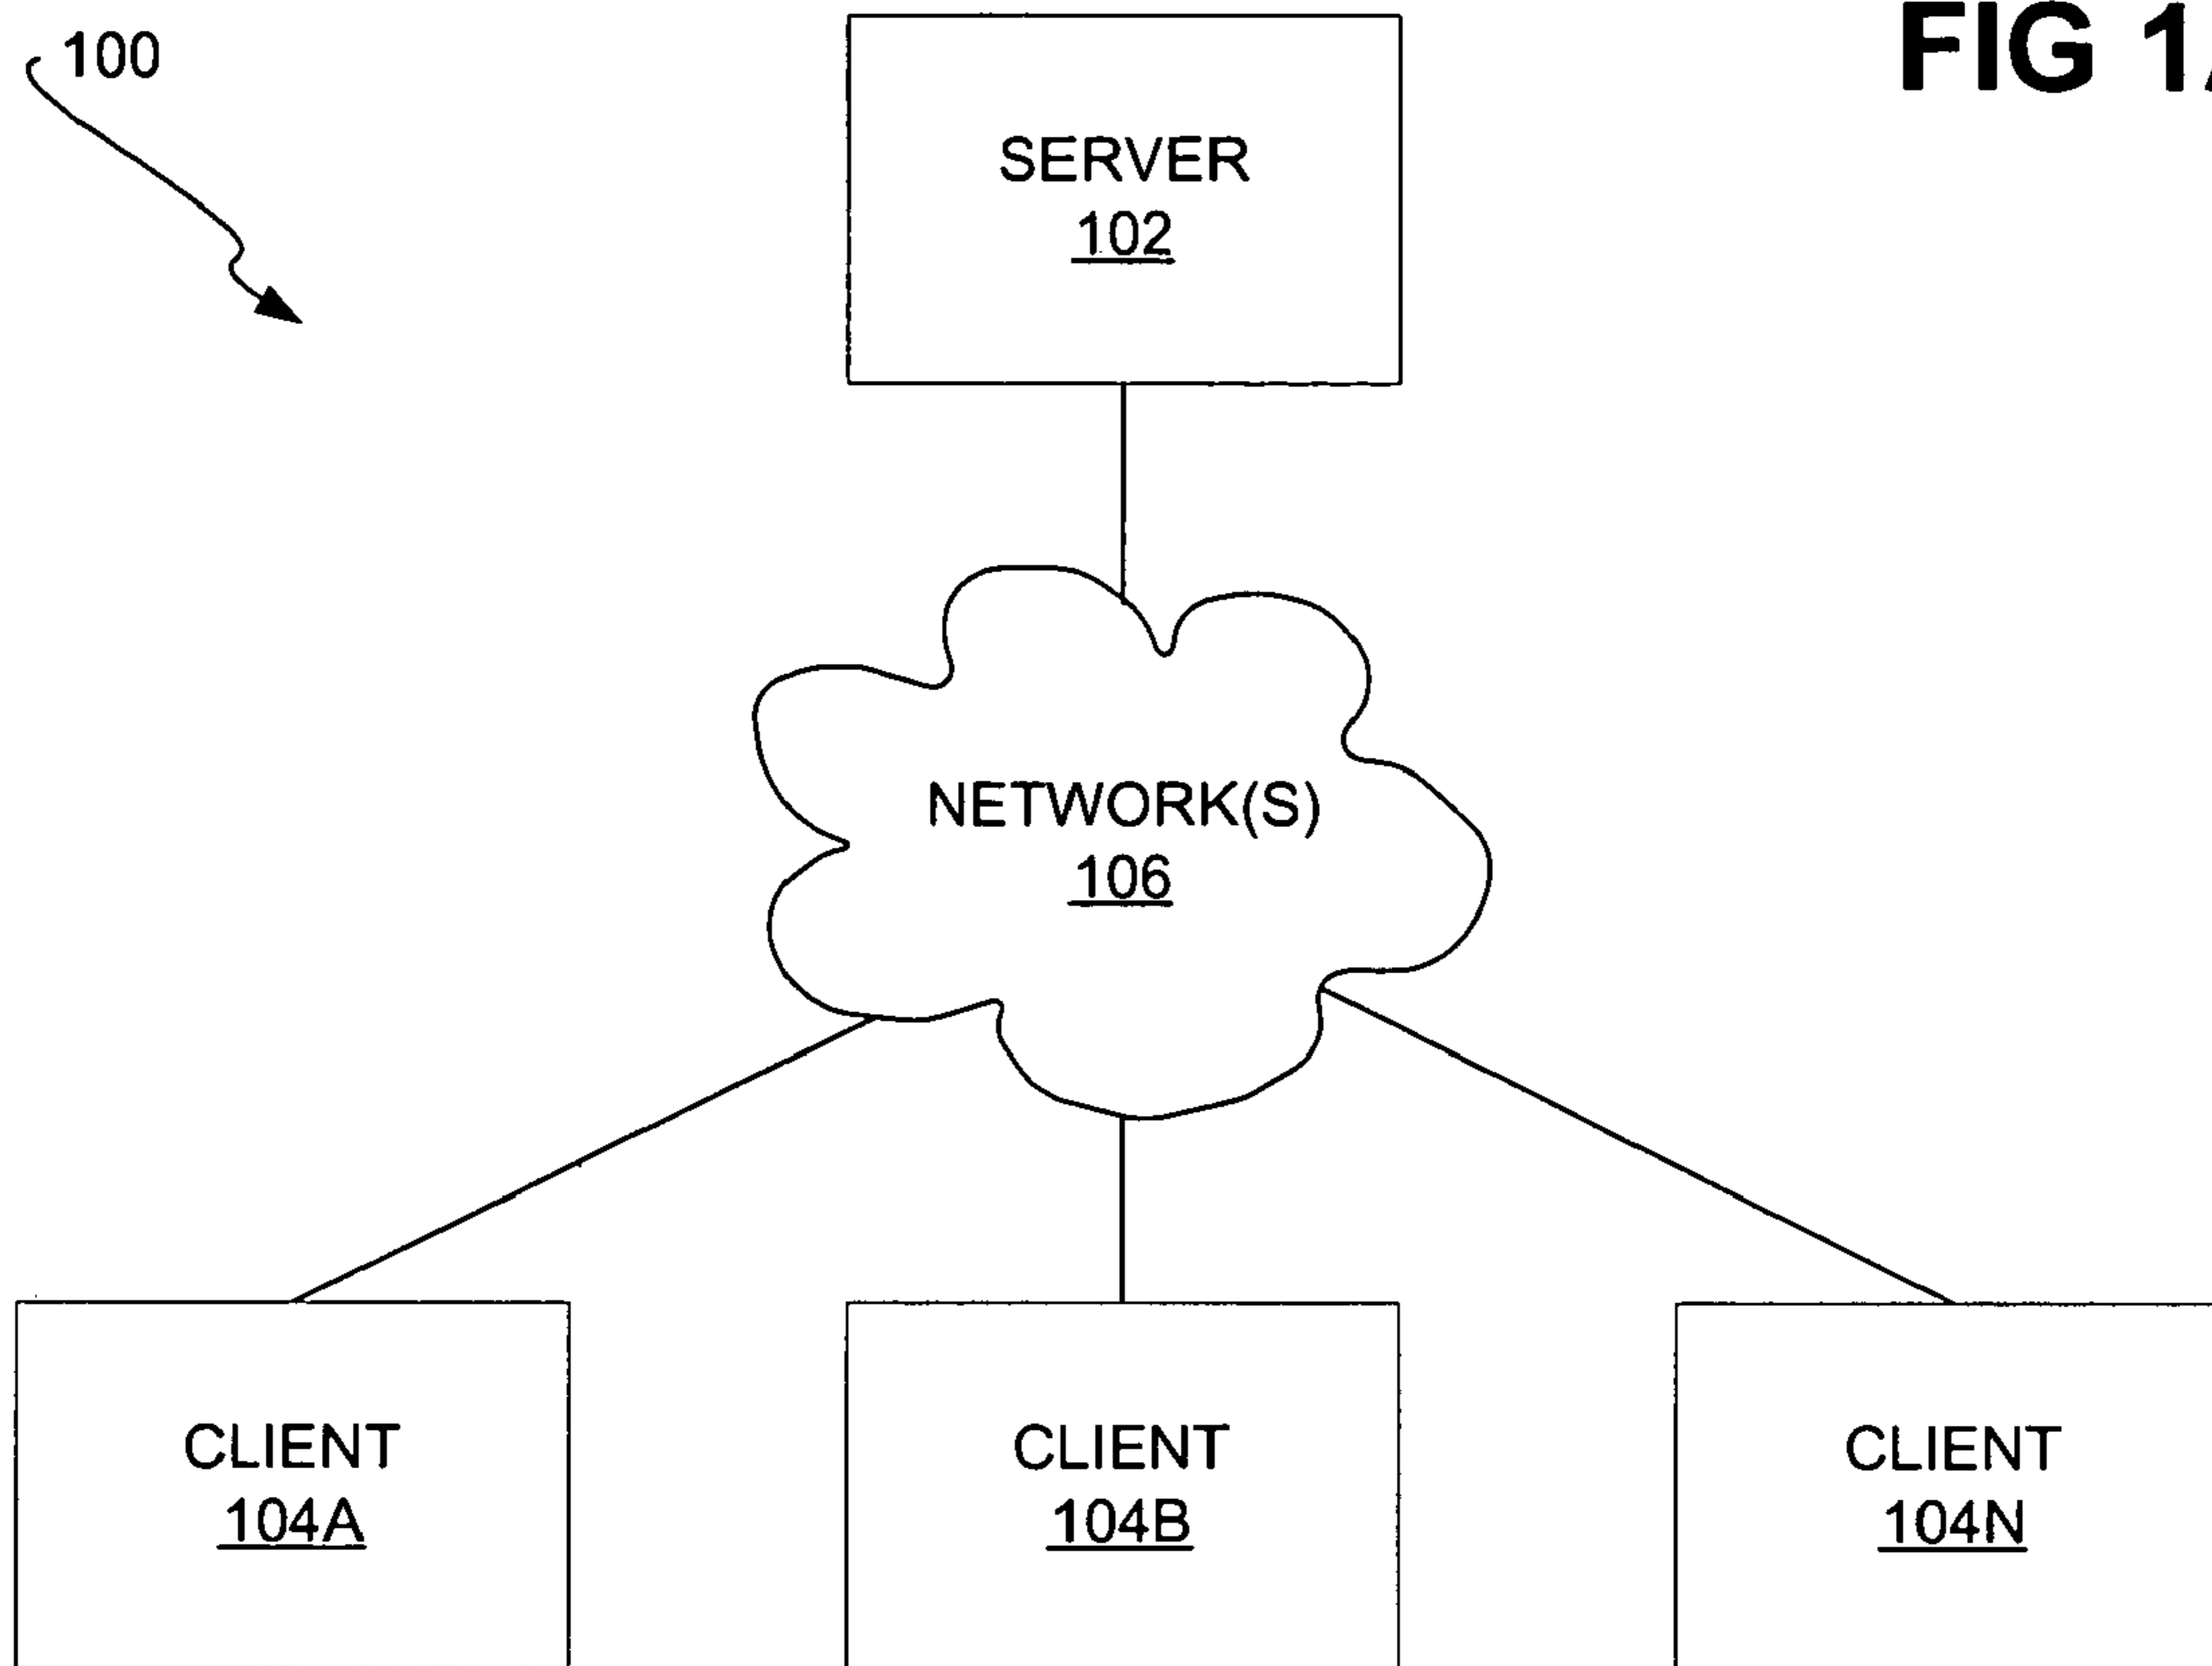 100
FIG 1
SERVER
102
NETWORK(S)
106
CLIENT
104A
CLIENT
104B
CLIENT
104N